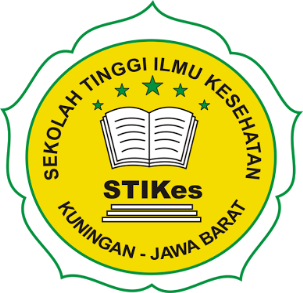 SEKOLAH TINGGI ILMU KESEHATAN
STIKes
KUNINGAN - JAWA BARAT